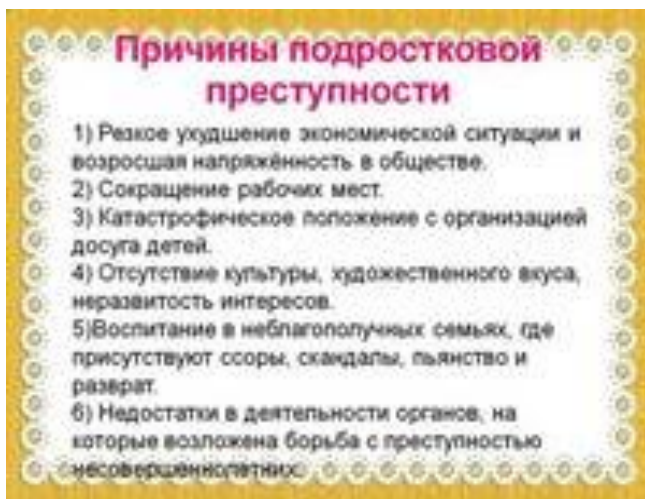 Причины подростковой
преступности
1) Резкое ухудшение экономической ситуации и
возросшая напряжённость в обществе.
2) Сокращение рабочих мест.
3) Катастрофическое положение с организацией
досуга детей.
4) Отсутствие культуры, художественного вкуса,
неразвитость интересов.
5)Воспитание в неблагополучных семьях, где
присутствуют ссоры, скандалы, пьянство и
разврат.
6) Недостатки в деятельности органов, на
которые возложена борьба с преступностью
несовершеннолетних.